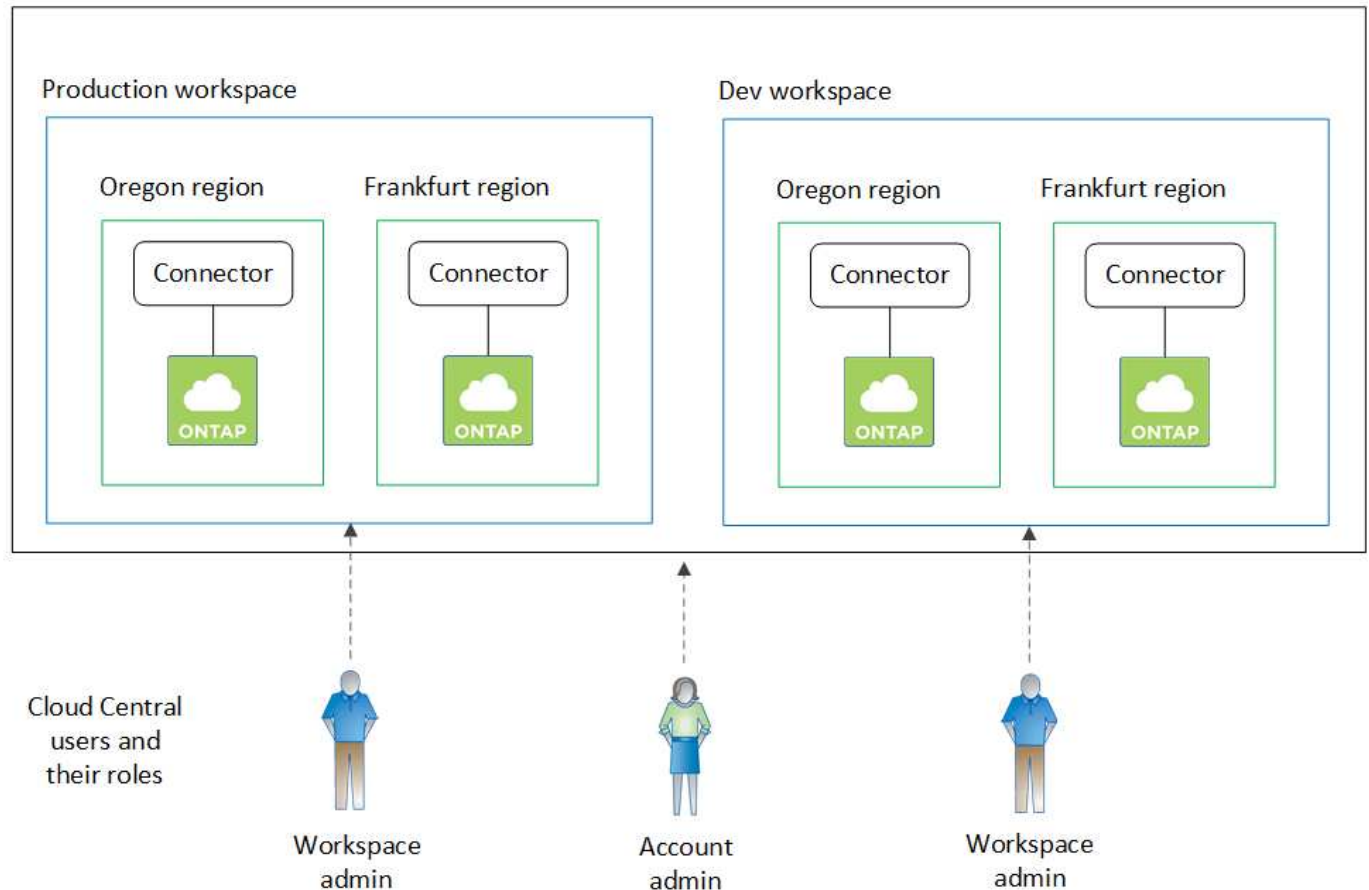 Production workspace
Dev workspace
Oregon region
Frankfurt region
Oregon region
Frankfurt region
Connector
Connector
Connector
Connector
ONTAP
ONTAP
ONTAP
ONTAP
Cloud Central
users and
their roles
Workspace
admin
Account
admin
Workspace
admin